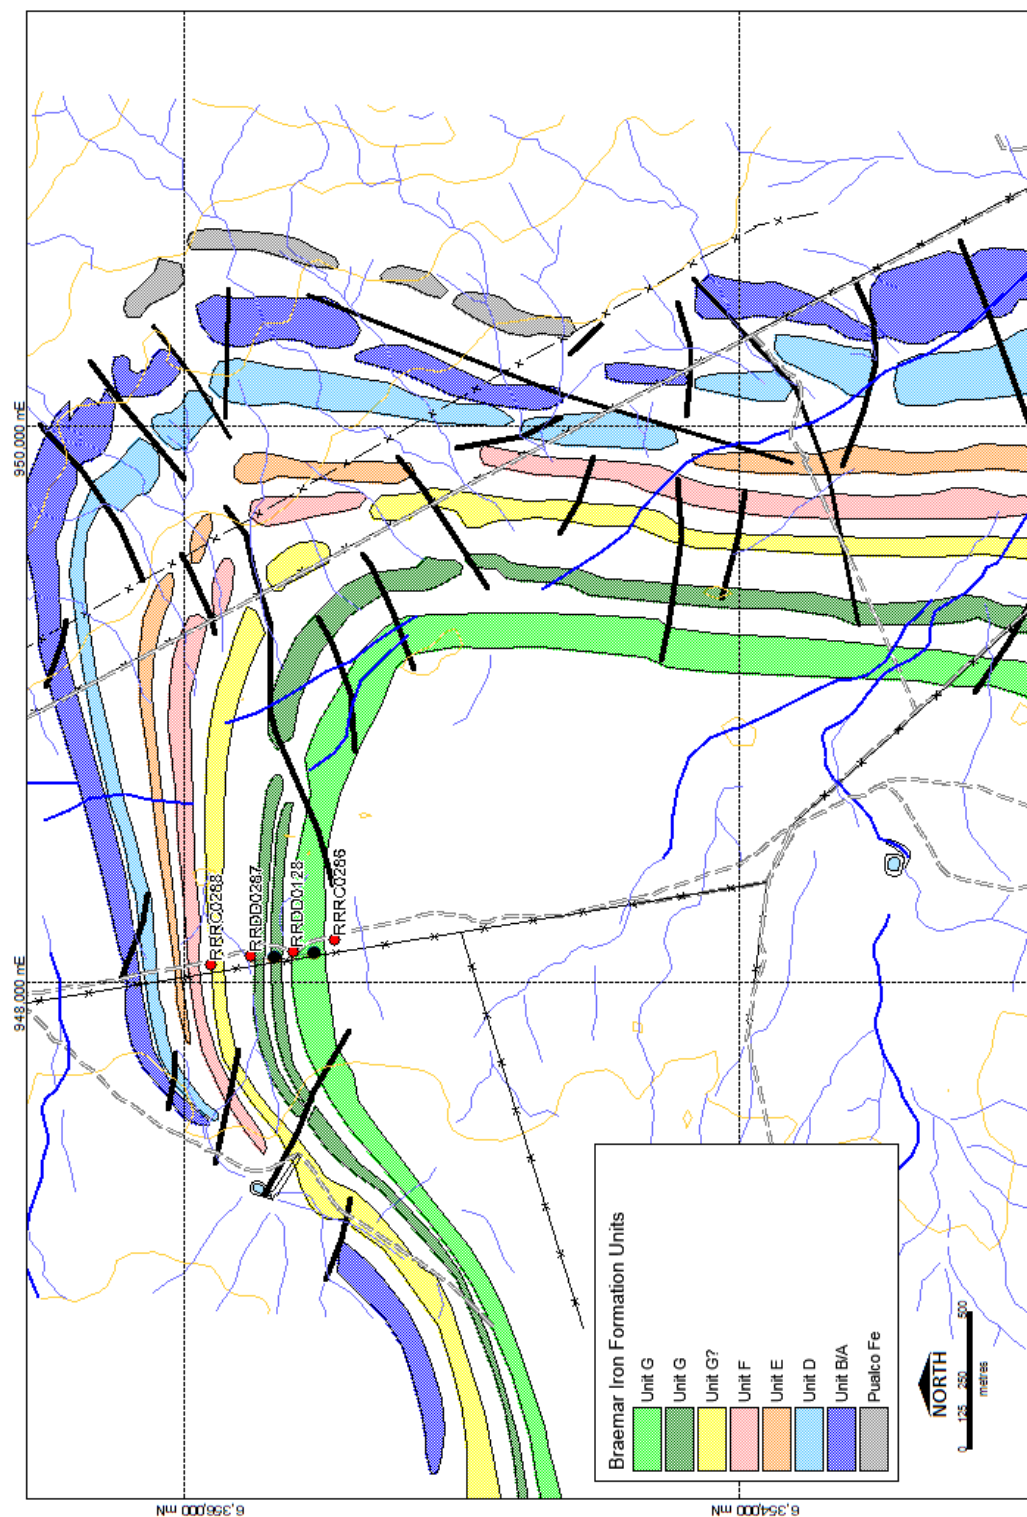 950,000 mE
948,000 mE
6,356,000 mN
6,354,000 mN
RRRC0288
RRDD0287
RRDD0128
RRRC0286
Braemar Iron Formation Units
Unit G
Unit G
Unit G?
Unit F
Unit E
Unit D
Unit B/A
Pualco Fe
NORTH
0 125 250 500
metres